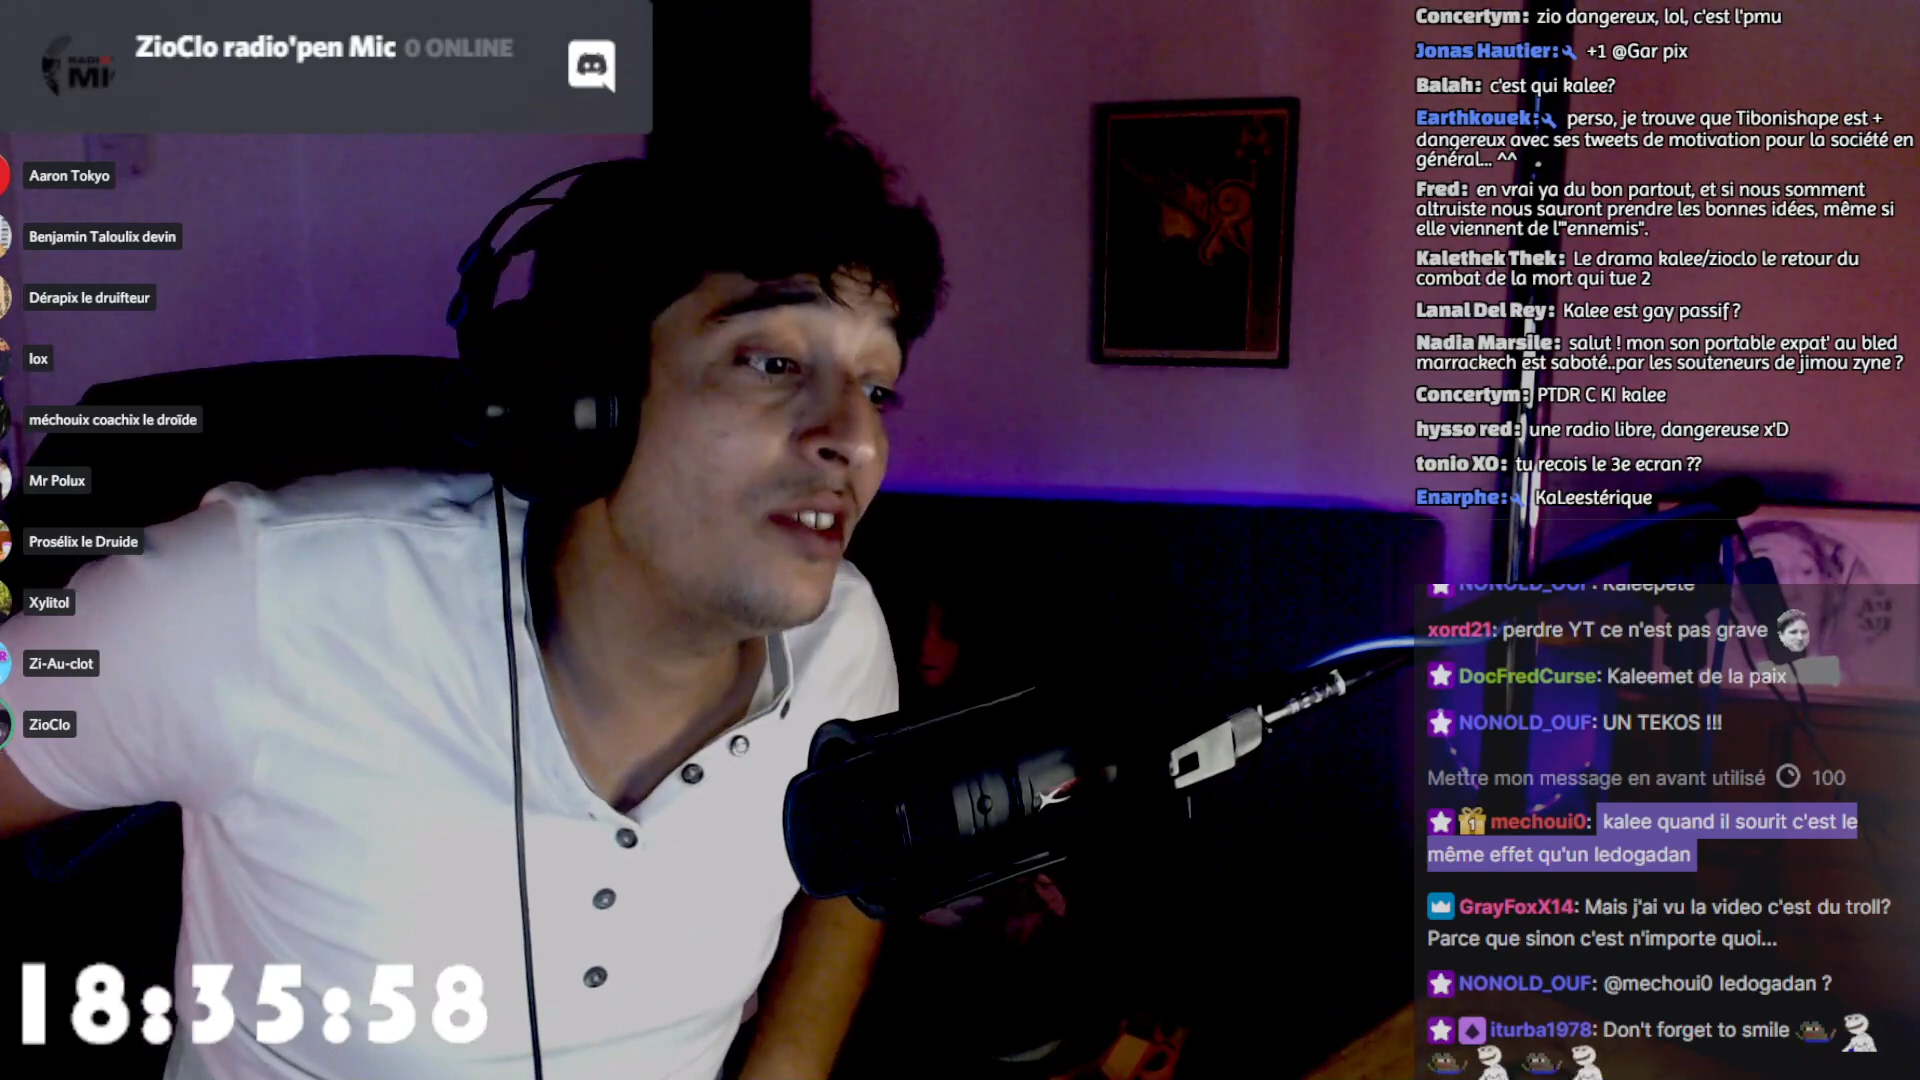 ZioClo radio'pen Mic 0 ONLINE
MI
Aaron Tokyo
Benjamin Taloulix devin
Dérapix le druifteur
lox
méchouix coachix le droïde
Mr Polux
Prosélix le Druide
Xylitol
Zi-Au-clot
ZioClo
18:35:58
Concertym: zio dangereux, lol, c'est l'pmu
Jonas Hautier: +1 @Gar pix
Balah: c'est qui kalee?
Earthkouek: perso, je trouve que Tibonishape est +
dangereux avec ses tweets de motivation pour la société en
général... ^^
Fred: en vrai ya du bon partout, et si nous somment
altruiste nous sauront prendre les bonnes idées, même si
elle viennent de l'"ennemis".
Kalethek Thek: Le drama kalee/zioclo le retour du
combat de la mort qui tue 2
Lanal Del Rey: Kalee est gay passif ?
Nadia Marsile: salut ! mon son portable expat' au bled
marrackech est saboté..par les souteneurs de jimou zyne ?
Concertym: PTDR C KI kalee
hysso red: une radio libre, dangereuse x'D
tonio XO: tu recois le 3e ecran ??
Enarphe: KaLeestérique
NONOLD_OUF: Kaleepete
xord21: perdre YT ce n'est pas grave
DocFredCurse: Kaleemet de la paix
NONOLD_OUF: UN TEKOS !!!
Mettre mon message en avant utilisé 100
mechoui0: kalee quand il sourit c'est le
même effet qu'un ledogadan
GrayFoxX14: Mais j'ai vu la video c'est du troll?
Parce que sinon c'est n'importe quoi...
NONOLD_OUF: @mechoui0 ledogadan ?
iturba1978: Don't forget to smile